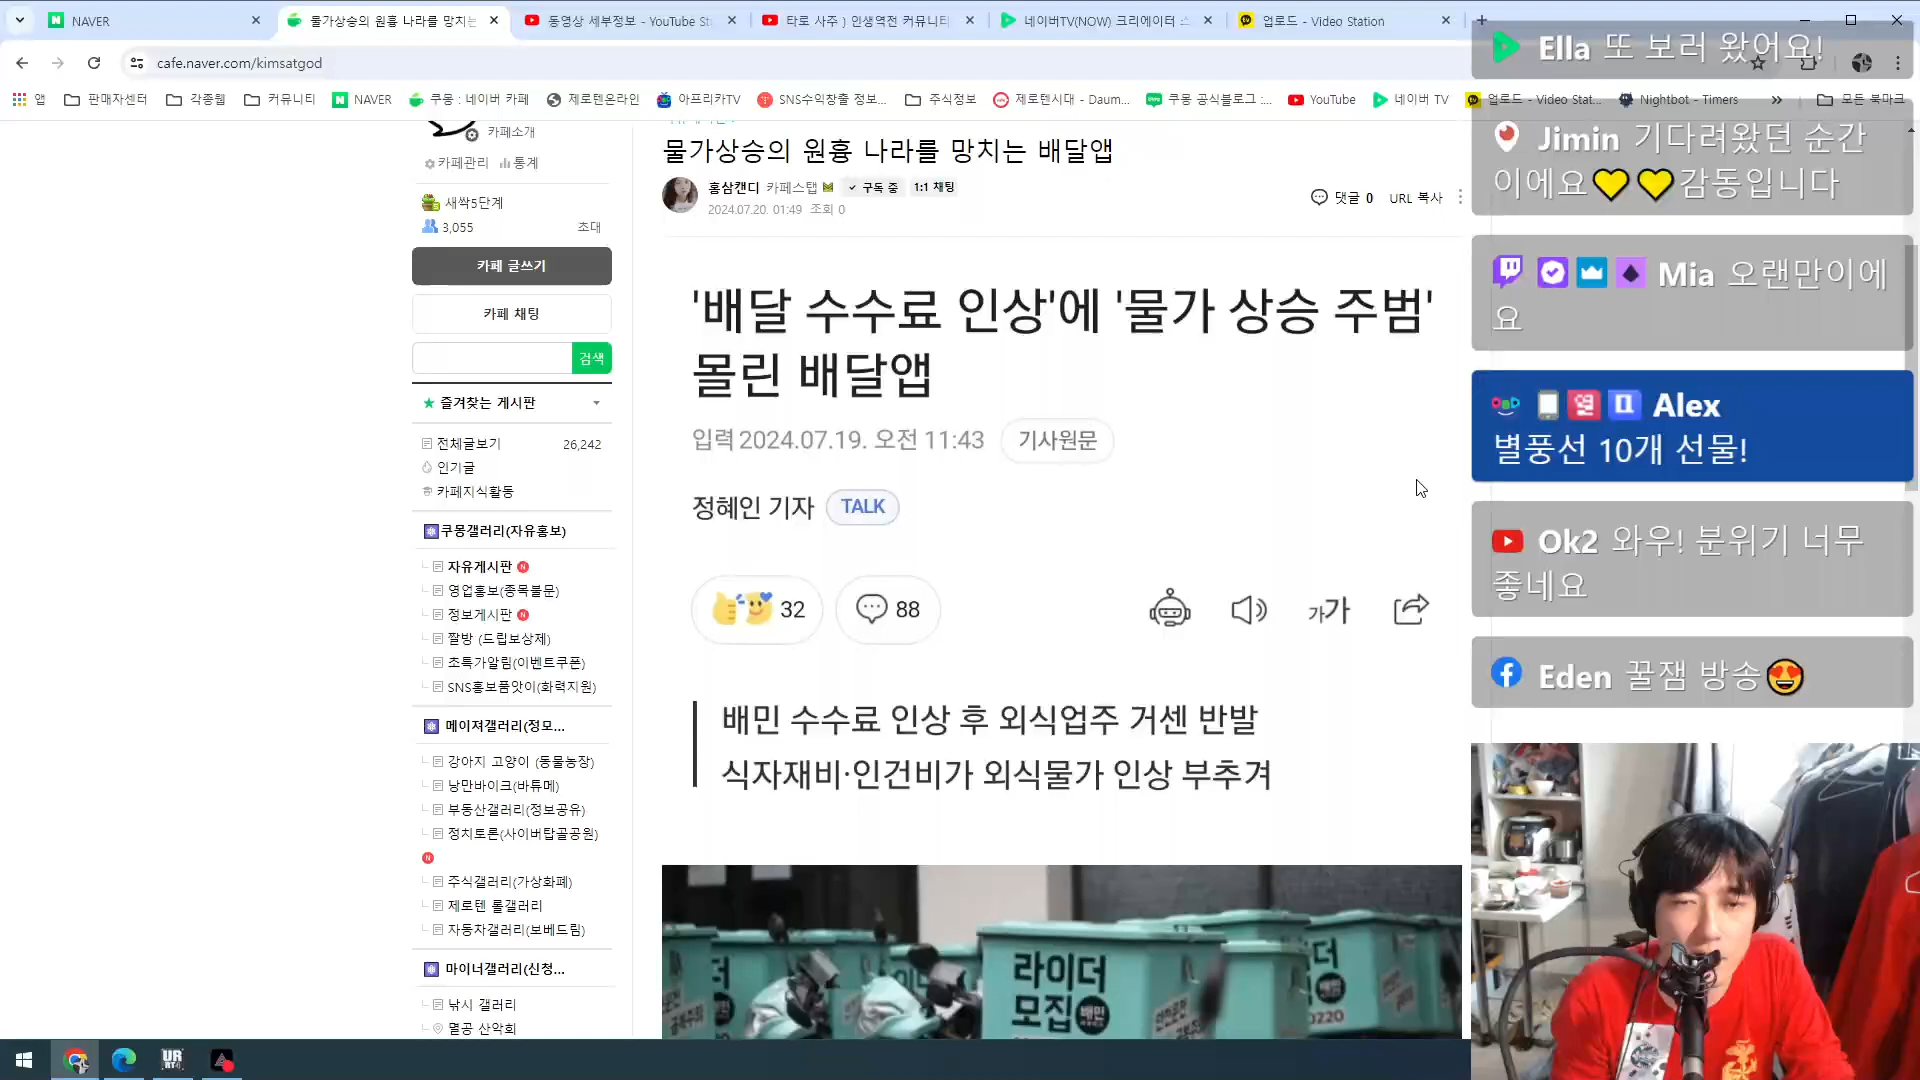 NAVER
물가상승의 원흉 나라를 망치는
동영상 세부정보 - YouTube St
타로 사주 ) 인생역전 커뮤니티
네이버TV(NOW) 크리에이터 스
업로드 - Video Station
cafe.naver.com/kimsatgod
앱
판매자센터
각종웹
커뮤니티
NAVER
쿠몽 : 네이버 카페
제로텐온라인
아프리카TV
SNS수익창출 정보...
주식정보
제로텐시대 - Daum...
쿠몽 공식블로그 :...
YouTube
네이버 TV
업로드 - Video Stat...
Nightbot - Timers
모든 북마크
카페소개
카페관리 통계
새싹5단계
3,055 초대
카페 글쓰기
카페 채팅
검색
즐겨찾는 게시판
전체글보기 26,242
인기글
카페지식활동
쿠몽갤러리(자유홍보)
자유게시판 N
영업홍보(종목불문)
정보게시판 N
짤방 (드립보상제)
초특가알림(이벤트쿠폰)
SNS홍보품앗이(화력지원)
메이져갤러리(정모...
강아지 고양이 (동물농장)
낭만바이크(바튜메)
부동산갤러리(정보공유)
정치토론(사이버탑골공원)
N
주식갤러리(가상화폐)
제로텐 롤갤러리
자동차갤러리(보베드림)
마이너갤러리(신청...
낚시 갤러리
멸공 산악회
물가상승의 원흉 나라를 망치는 배달앱
홍삼캔디 카페스탭 구독 중 1:1 채팅
2024.07.20. 01:49 조회 0
댓글 0 URL 복사
'배달 수수료 인상'에 '물가 상승 주범'
몰린 배달앱
입력 2024.07.19. 오전 11:43 기사원문
정혜인 기자 TALK
32
88
가가
배민 수수료 인상 후 외식업주 거센 반발
식자재비·인건비가 외식물가 인상 부추겨
라이더
모집 배민
0220
Ella 또 보러 왔어요!
Jimin 기다려왔던 순간
이에요💛💛감동입니다
Mia 오랜만이에
요
Alex
별풍선 10개 선물!
Ok2 와우! 분위기 너무
좋네요
Eden 꿀잼 방송😍